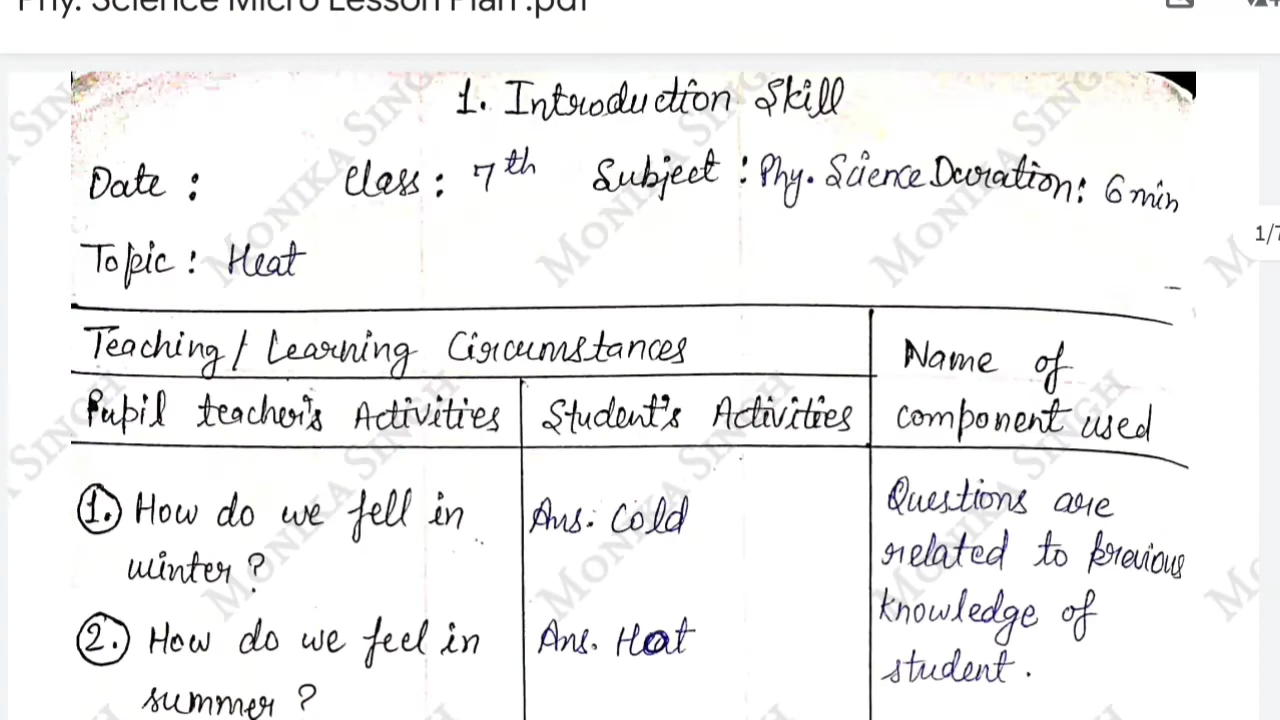 Phy. Science Micro Lesson Plan .pdf
1. Introduction Skill
Date : Class : 7th Subject : Phy. Science Duration : 6 min
1/7
Topic : Heat
Teaching / Learning Circumstances
Name of component used
Pupil teacher's Activities
Student's Activities
1. How do we fell in
winter ?
Ans. Cold
Questions are
related to previous
knowledge of
student.
2. How do we feel in
summer ?
Ans. Hot
MONIKA SINGH